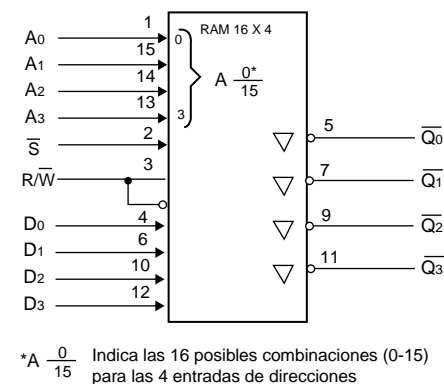 RAM 16 X 4
A0 1 0
A1 15
A2 14 A 0*/15
A3 13 3
S̅ 2
R/W̅ 3
D0 4
D1 6
D2 10
D3 12
5 Q̅0
7 Q̅1
9 Q̅2
11 Q̅3
*A 0/15 Indica las 16 posibles combinaciones (0-15)
para las 4 entradas de direcciones